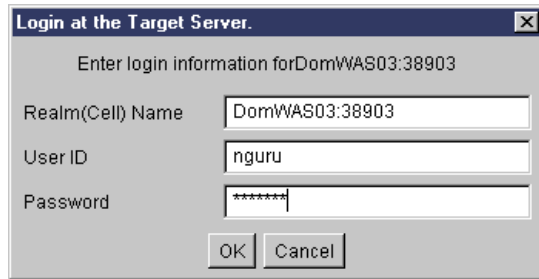 Login at the Target Server.
Enter login information forDomWAS03:38903
Realm(Cell) Name DomWAS03:38903
User ID nguru
Password *******
OK Cancel